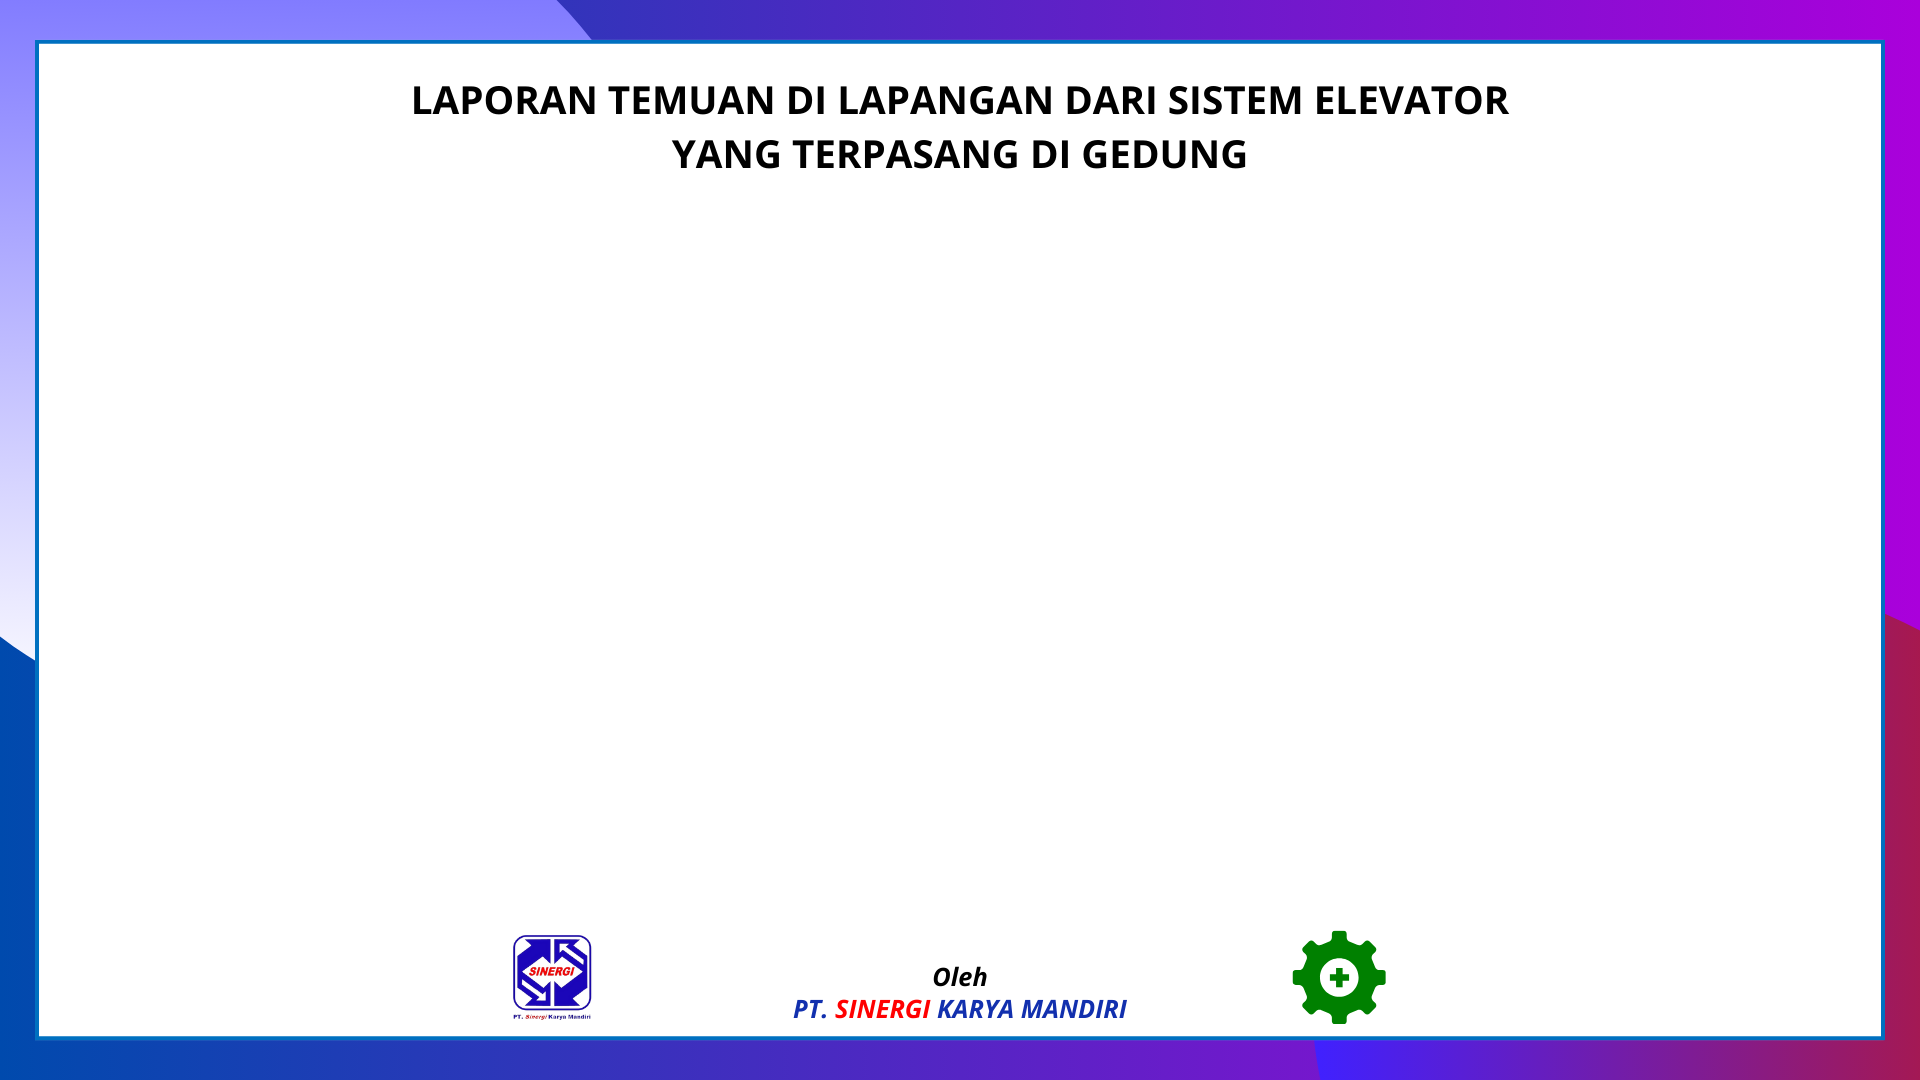 LAPORAN TEMUAN DI LAPANGAN DARI SISTEM ELEVATOR
YANG TERPASANG DI GEDUNG
SINERGI
PT. Sinergi Karya Mandiri
Oleh
PT. SINERGI KARYA MANDIRI